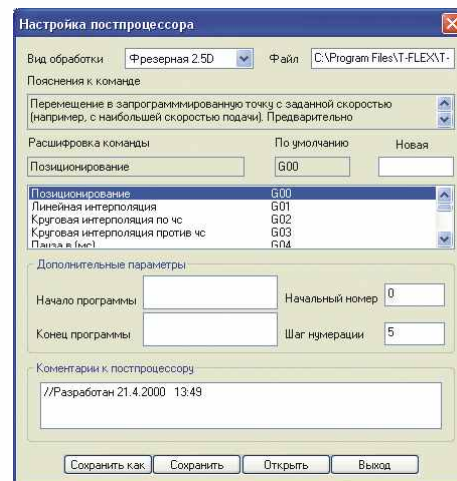 Настройка постпроцессора
Вид обработки Фрезерная 2.5D Файл C:\Program Files\T-FLEX\T-
Пояснения к команде
Перемещение в запрограмммированную точку с заданной скоростью
(например, с наибольшей скоростью подачи). Предварительно
Расшифровка команды По умолчанию Новая
Позиционирование G00
Позиционирование G00
Линейная интерполяция G01
Круговая интерполяция по чс G02
Круговая интерполяция против чс G03
Пауза в (мс) G04
Дополнительные параметры
Начало программы Начальный номер 0
Конец программы Шаг нумерации 5
Коментарии к постпроцессору
//Разработан 21.4.2000 13:49
Сохранить как Сохранить Открыть Выход